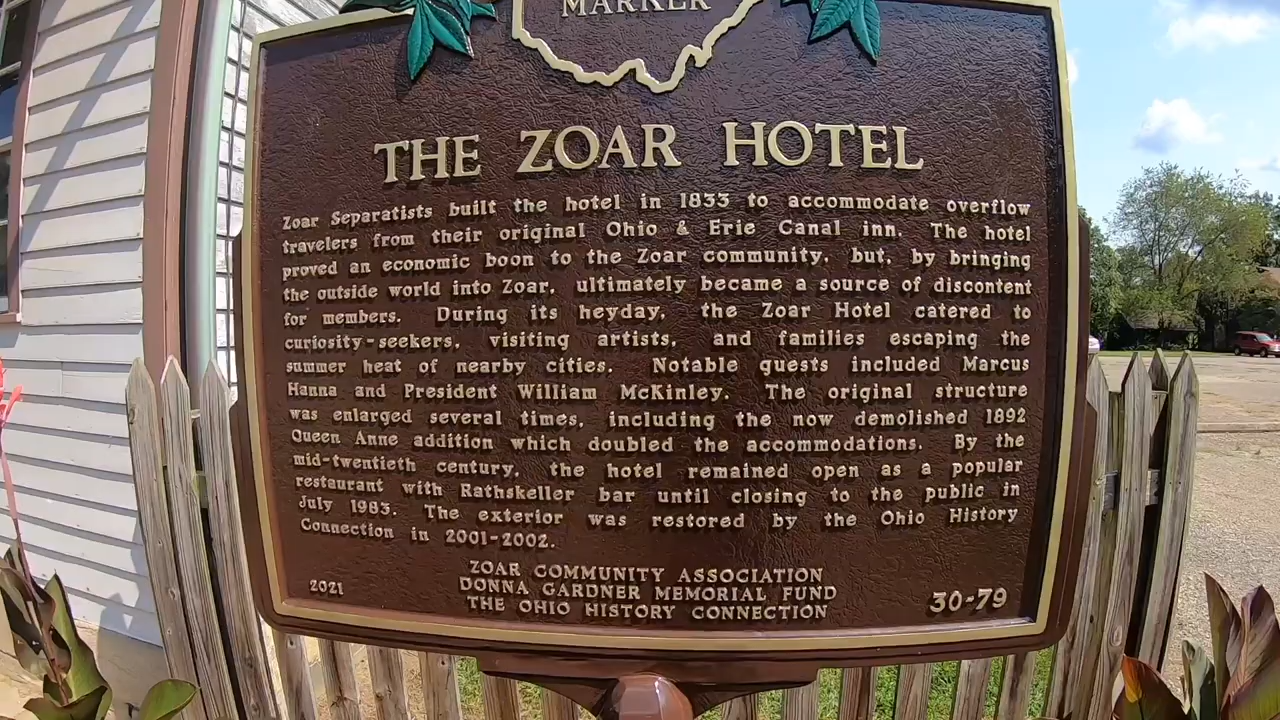 MARKER
THE ZOAR HOTEL
Zoar Separatists built the hotel in 1833 to accommodate overflow
travelers from their original Ohio & Erie Canal inn. The hotel
proved an economic boon to the Zoar community, but, by bringing
the outside world into Zoar, ultimately became a source of discontent
for members. During its heyday, the Zoar Hotel catered to
curiosity-seekers, visiting artists, and families escaping the
summer heat of nearby cities. Notable guests included Marcus
Hanna and President William McKinley. The original structure
was enlarged several times, including the now demolished 1892
Queen Anne addition which doubled the accommodations. By the
mid-twentieth century, the hotel remained open as a popular
restaurant with Rathskeller bar until closing to the public in
July 1983. The exterior was restored by the Ohio History
Connection in 2001-2002.
ZOAR COMMUNITY ASSOCIATION
DONNA GARDNER MEMORIAL FUND
THE OHIO HISTORY CONNECTION
2021
30-79